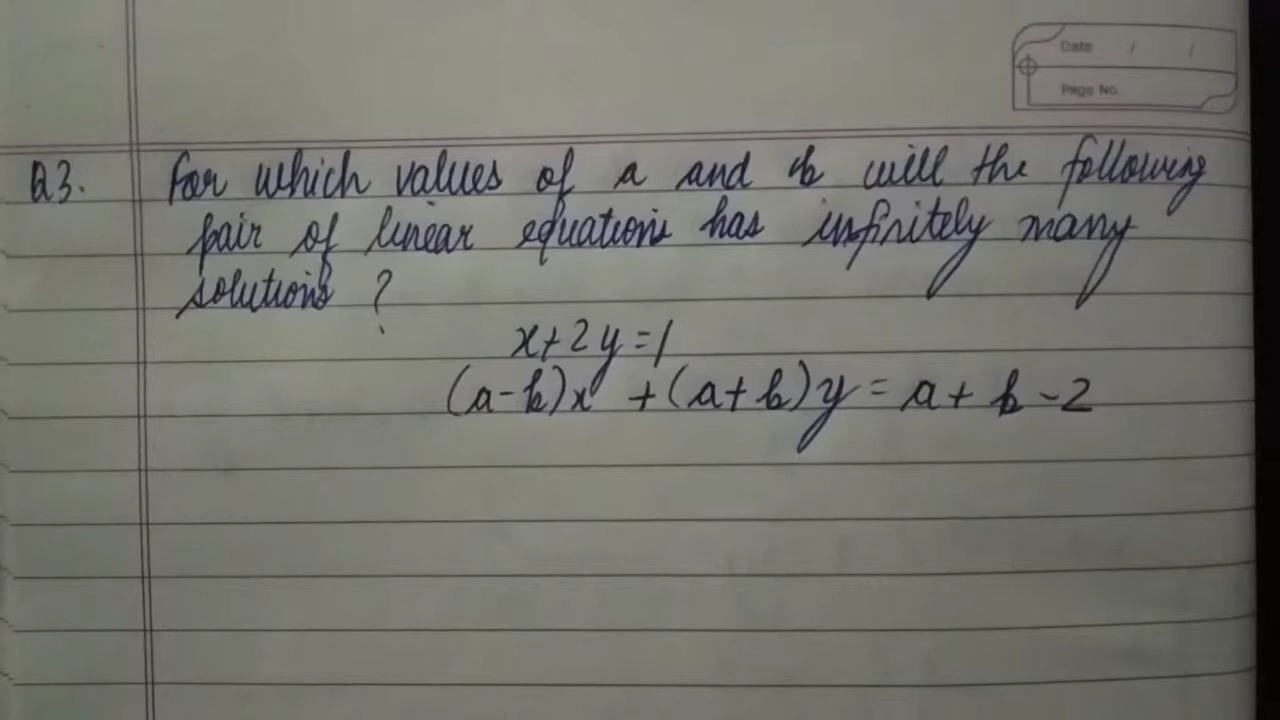 Date / /
Page No.
Q3. For which values of a and b will the following
pair of linear equations has infinitely many
solutions ?
x+2y=1
(a-b)x +(a+b)y = a + b - 2